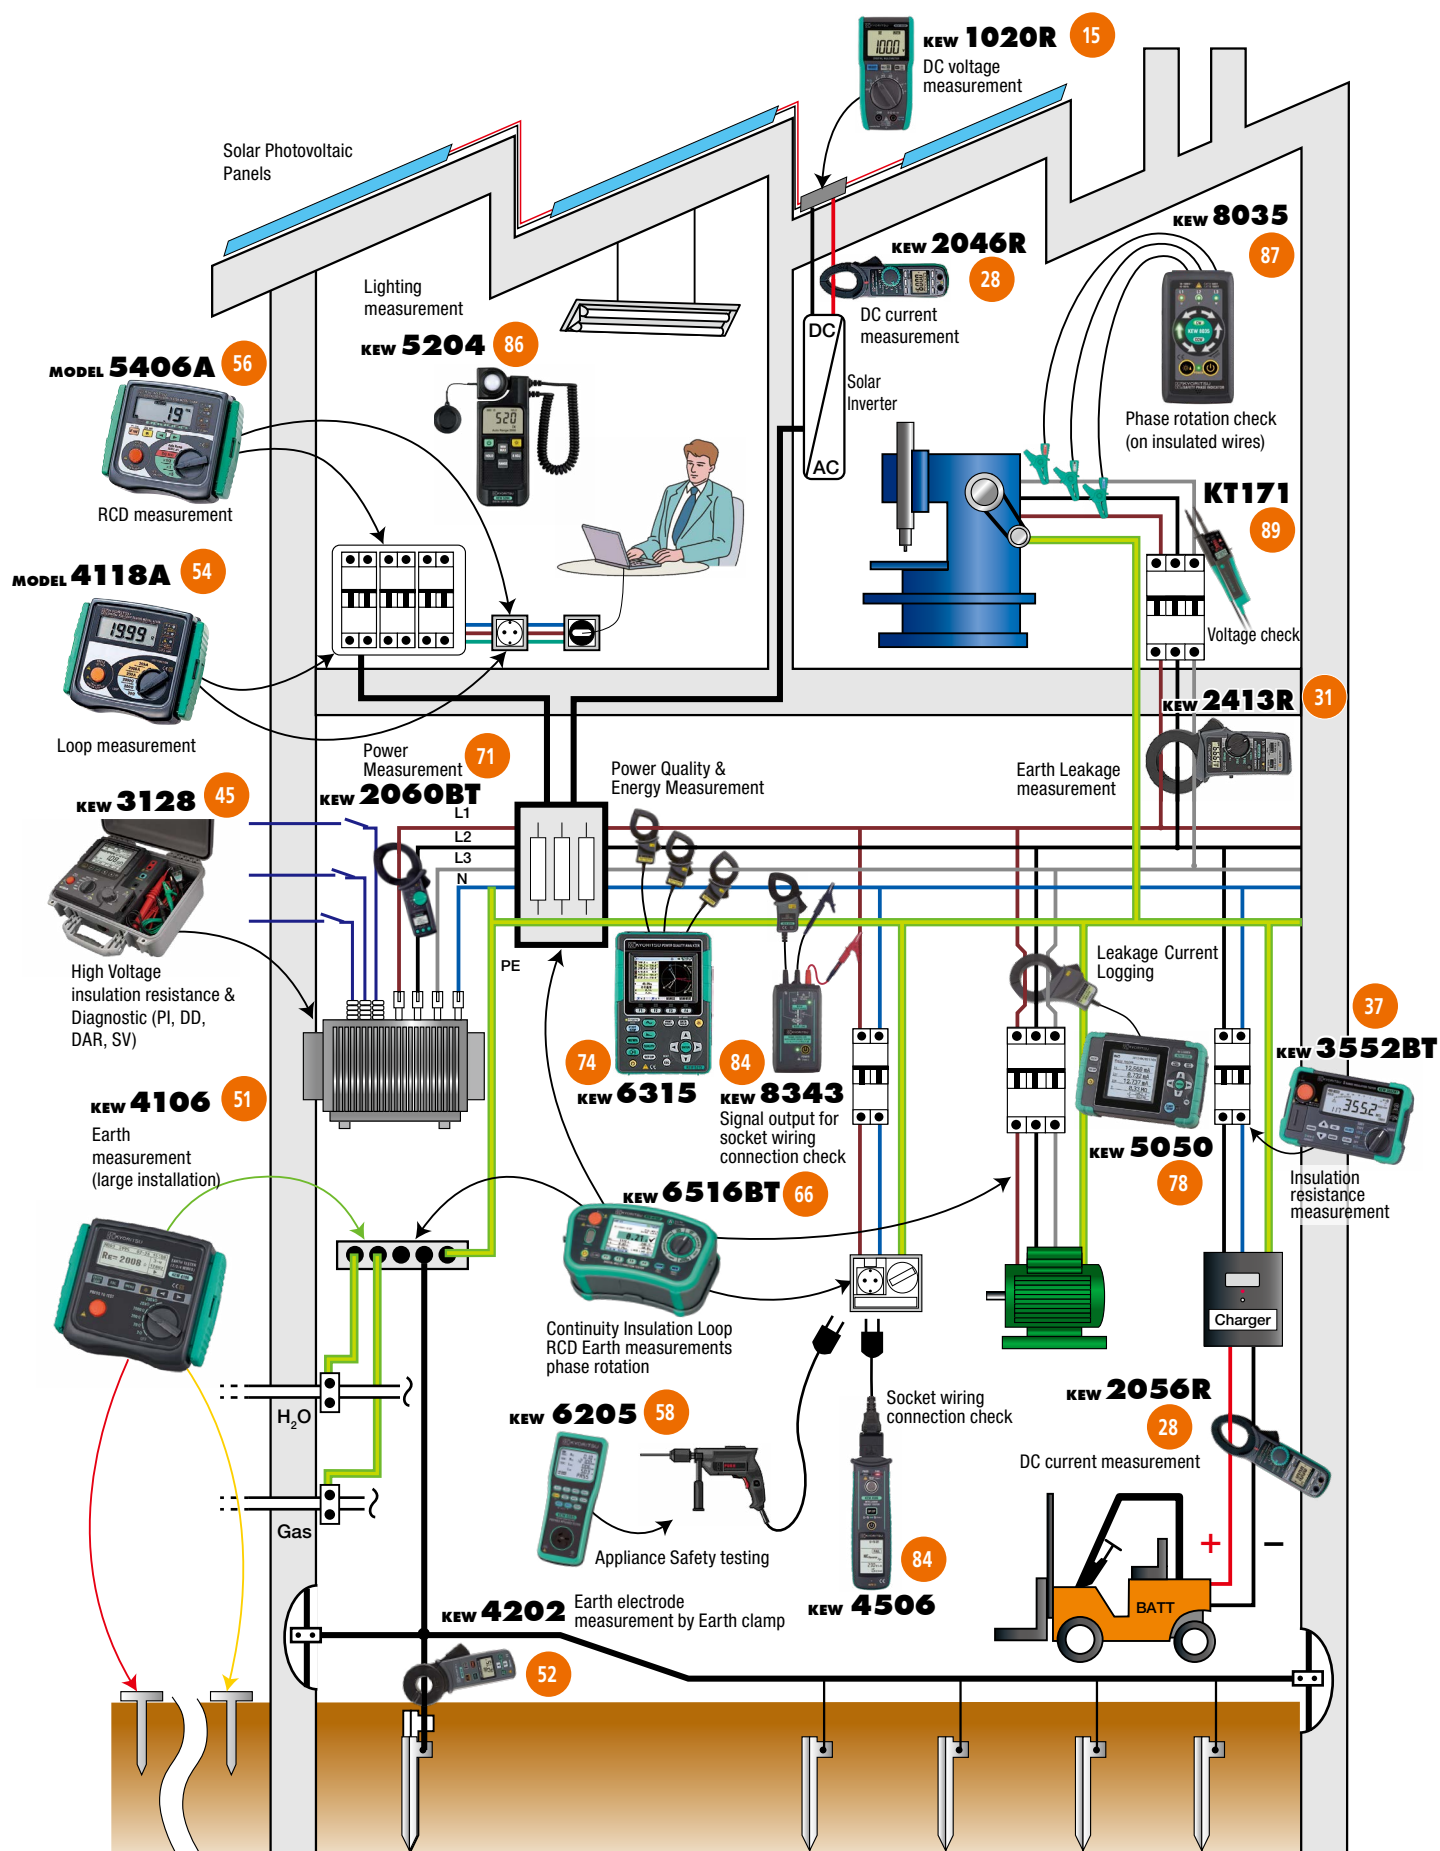 KEW 1020R 15
DC voltage
measurement
Solar Photovoltaic
Panels
KEW 8035
87
KEW 2046R
28
DC current
measurement
Lighting
measurement
KEW 5204 86
MODEL 5406A 56
RCD measurement
DC
AC
Solar
Inverter
Phase rotation check
(on insulated wires)
KT171
89
Voltage check
MODEL 4118A 54
Loop measurement
KEW 2413R 31
Earth Leakage
measurement
Power
Measurement 71
KEW 2060BT
Power Quality &
Energy Measurement
KEW 3128 45
L1
L2
L3
N
PE
High Voltage
insulation resistance &
Diagnostic (PI, DD,
DAR, SV)
Leakage Current
Logging
37
KEW 3552BT
Insulation
resistance
measurement
74
KEW 6315
84
KEW 8343
Signal output for
socket wiring
connection check
KEW 5050
78
KEW 4106 51
Earth
measurement
(large installation)
KEW 6516BT 66
Continuity Insulation Loop
RCD Earth measurements
phase rotation
Charger
H2O
Gas
KEW 6205 58
Appliance Safety testing
Socket wiring
connection check
84
KEW 4506
KEW 2056R
28
DC current measurement
+ −
BATT
KEW 4202
Earth electrode
measurement by Earth clamp
52